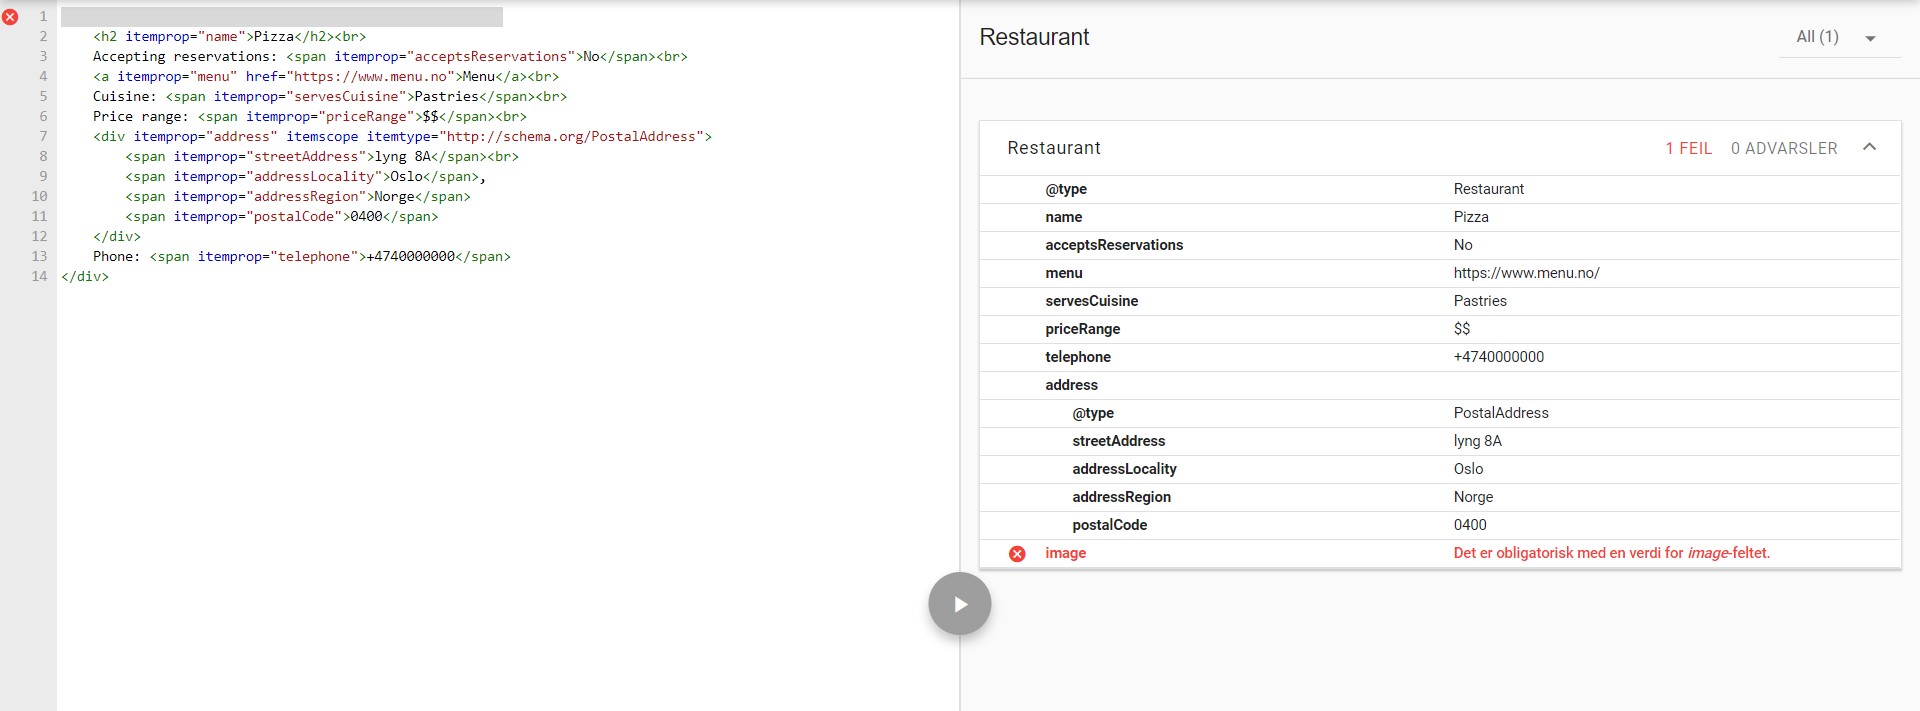 1
2 <h2 itemprop="name">Pizza</h2><br>
3 Accepting reservations: <span itemprop="acceptsReservations">No</span><br>
4 <a itemprop="menu" href="https://www.menu.no">Menu</a><br>
5 Cuisine: <span itemprop="servesCuisine">Pastries</span><br>
6 Price range: <span itemprop="priceRange">$$</span><br>
7 <div itemprop="address" itemscope itemtype="http://schema.org/PostalAddress">
8 <span itemprop="streetAddress">lyng 8A</span><br>
9 <span itemprop="addressLocality">Oslo</span>,
10 <span itemprop="addressRegion">Norge</span>
11 <span itemprop="postalCode">0400</span>
12 </div>
13 Phone: <span itemprop="telephone">+4740000000</span>
14 </div>
Restaurant All (1)
Restaurant 1 FEIL 0 ADVARSLER
@type Restaurant
name Pizza
acceptsReservations No
menu https://www.menu.no/
servesCuisine Pastries
priceRange $$
telephone +4740000000
address
@type PostalAddress
streetAddress lyng 8A
addressLocality Oslo
addressRegion Norge
postalCode 0400
image Det er obligatorisk med en verdi for image-feltet.